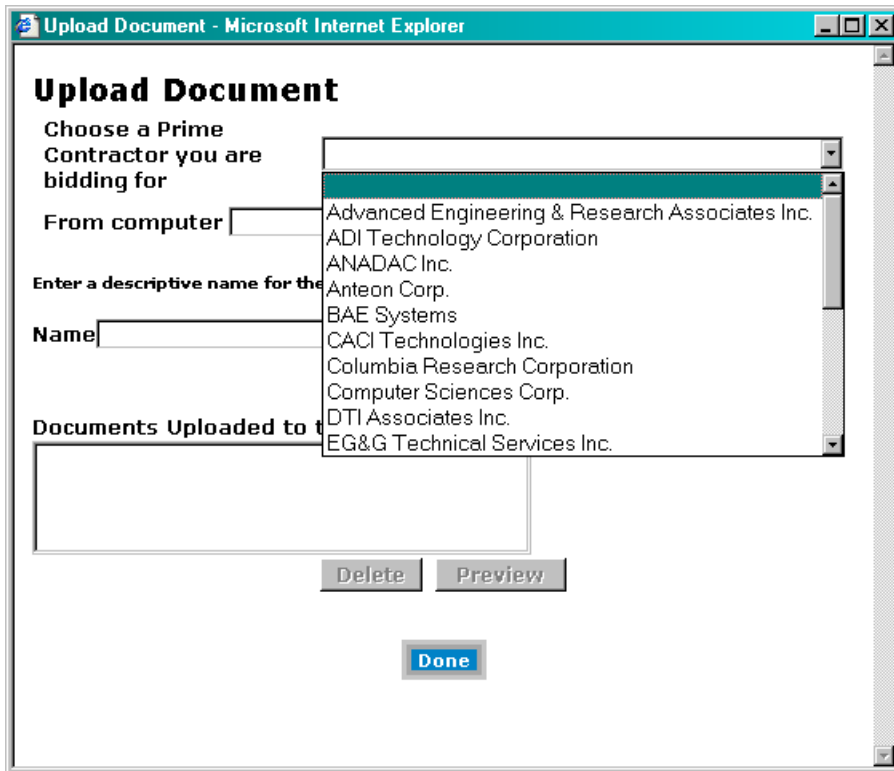 Upload Document - Microsoft Internet Explorer
Upload Document
Choose a Prime
Contractor you are
bidding for
From computer
Advanced Engineering & Research Associates Inc.
ADI Technology Corporation
ANADAC Inc.
Enter a descriptive name for the
Anteon Corp.
BAE Systems
Name
CACI Technologies Inc.
Columbia Research Corporation
Computer Sciences Corp.
DTI Associates Inc.
Documents Uploaded to t
EG&G Technical Services Inc.
Delete Preview
Done